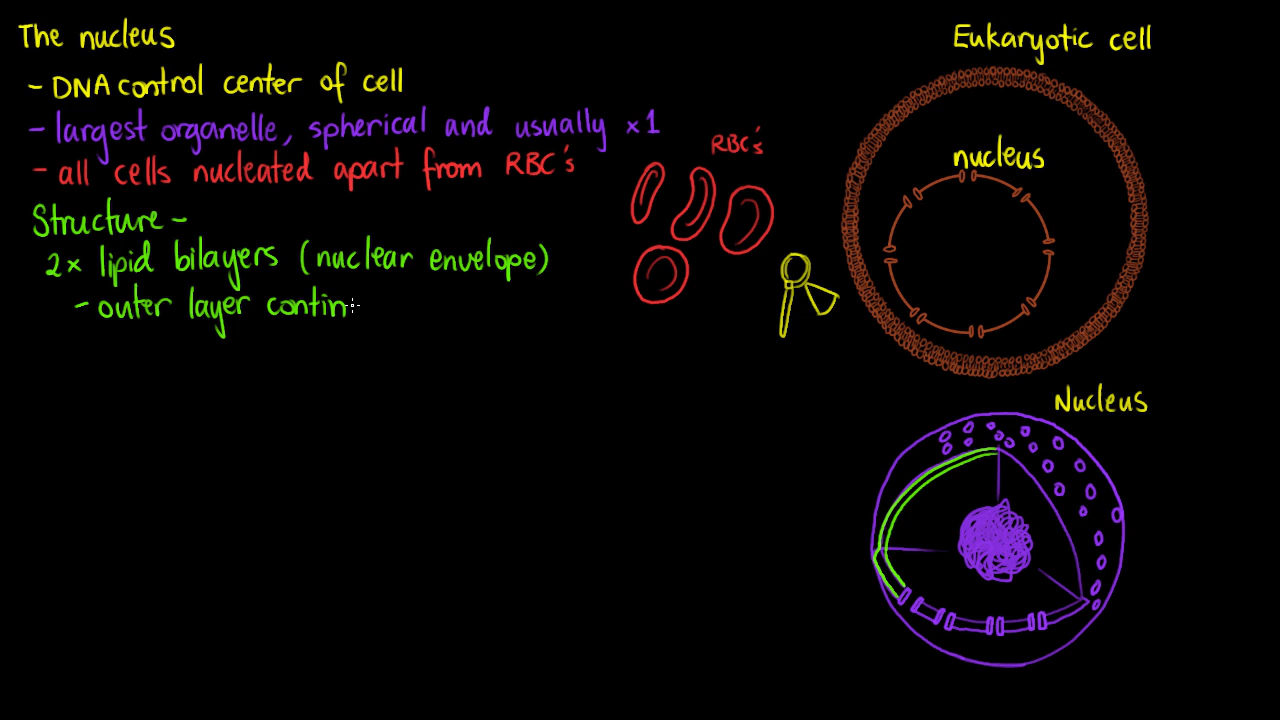 The nucleus
- DNA control center of cell
- largest organelle, spherical and usually x1
- all cells nucleated apart from RBC's
Structure -
2x lipid bilayers (nuclear envelope)
- outer layer contin
RBC's
Eukaryotic cell
nucleus
Nucleus